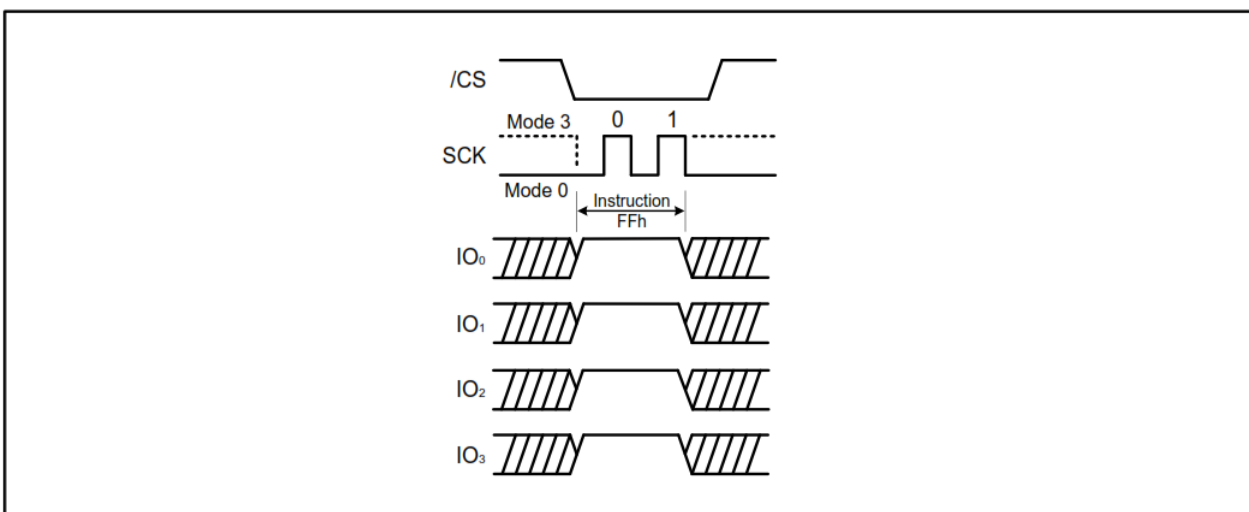 /CS
Mode 3 0 1
SCK
Mode 0
Instruction
FFh
IO₀
IO₁
IO₂
IO₃